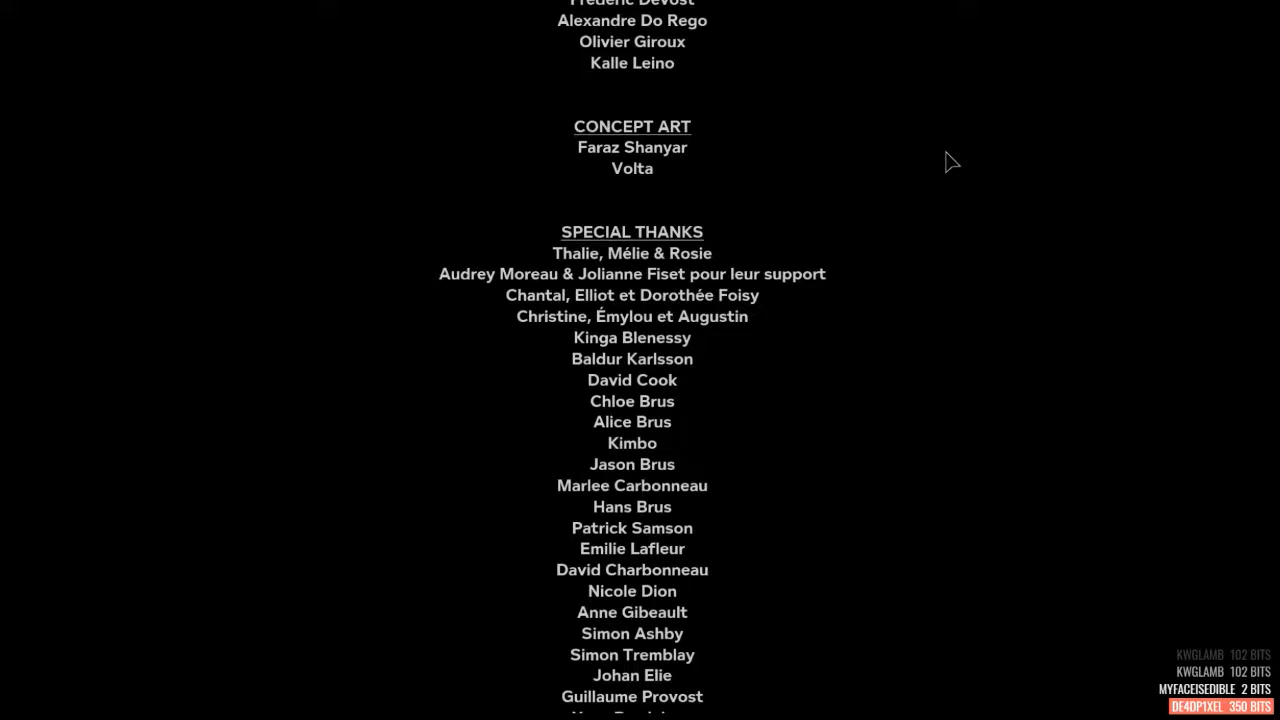 Frédéric Devost
Alexandre Do Rego
Olivier Giroux
Kalle Leino
CONCEPT ART
Faraz Shanyar
Volta
SPECIAL THANKS
Thalie, Mélie & Rosie
Audrey Moreau & Jolianne Fiset pour leur support
Chantal, Elliot et Dorothée Foisy
Christine, Émylou et Augustin
Kinga Blenessy
Baldur Karlsson
David Cook
Chloe Brus
Alice Brus
Kimbo
Jason Brus
Marlee Carbonneau
Hans Brus
Patrick Samson
Emilie Lafleur
David Charbonneau
Nicole Dion
Anne Gibeault
Simon Ashby
Simon Tremblay
Johan Elie
Guillaume Provost
KWGLAMB 102 BITS
KWGLAMB 102 BITS
MYFACEISEDIBLE 2 BITS
DE4DP1XEL 350 BITS